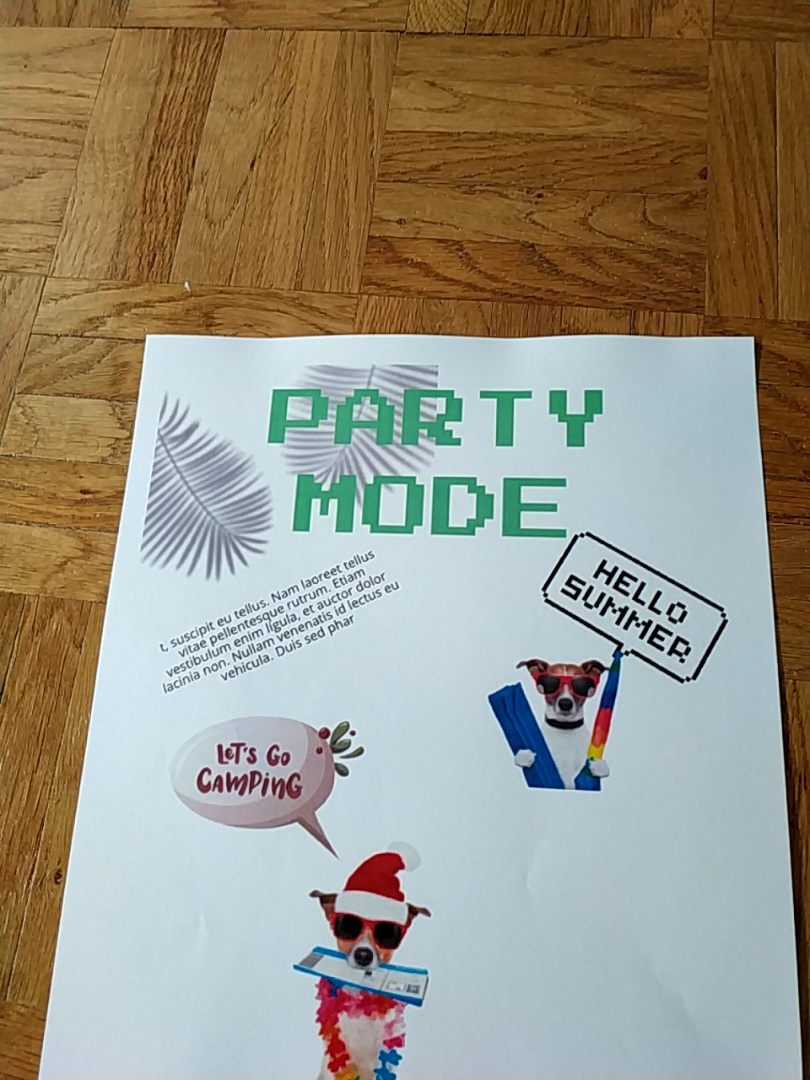 PARTY
MODE
t, suscipit eu tellus. Nam laoreet tellus
vitae pellentesque rutrum. Etiam
vestibulum enim ligula, et auctor dolor
lacinia non. Nullam venenatis id lectus eu
vehicula. Duis sed phar
HELLO
SUMMER
LeT's Go
CAMPiNG